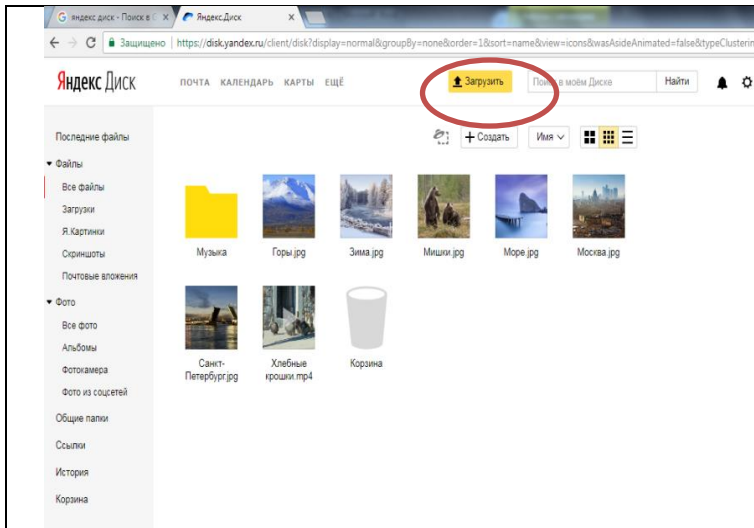 яндекс диск - Поиск в
Яндекс.Диск
Защищено | https://disk.yandex.ru/client/disk?display=normal&groupBy=none&order=1&sort=name&view=icons&wasAsideAnimated=false&typeClusterin
Яндекс Диск
ПОЧТА КАЛЕНДАРЬ КАРТЫ ЕЩЁ
Загрузить
Поиск в моём Диске
Найти
Создать
Имя
Последние файлы
Файлы
Все файлы
Загрузки
Я.Картинки
Скриншоты
Почтовые вложения
Фото
Все фото
Альбомы
Фотокамера
Фото из соцсетей
Общие папки
Ссылки
История
Корзина
Музыка
Горы.jpg
Зима.jpg
Мишки.jpg
Море.jpg
Москва.jpg
Санкт-
Петербург.jpg
Хлебные
крошки.mp4
Корзина